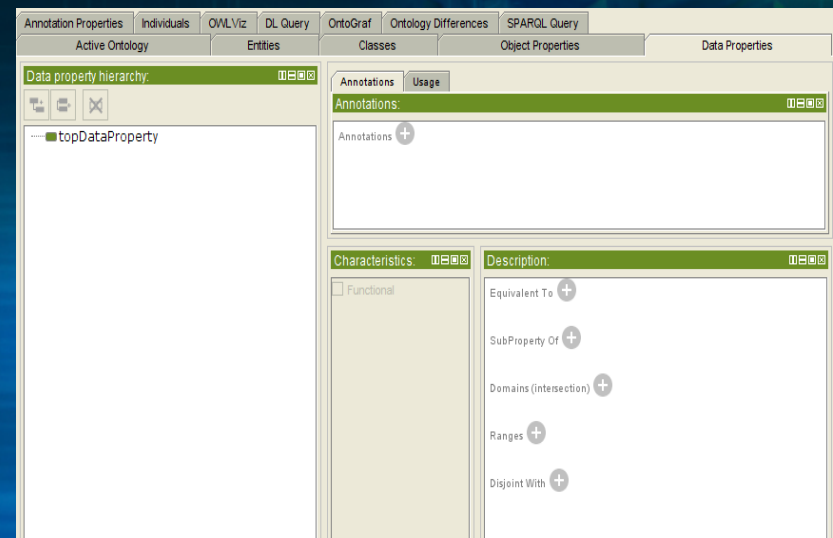 Annotation Properties Individuals OWLViz DL Query OntoGraf Ontology Differences SPARQL Query
Active Ontology Entities Classes Object Properties Data Properties
Data property hierarchy:
topDataProperty
Annotations Usage
Annotations:
Annotations
Characteristics:
Functional
Description:
Equivalent To
SubProperty Of
Domains (intersection)
Ranges
Disjoint With